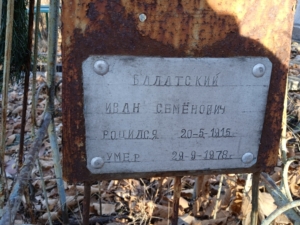 БАЛАТСКИЙ
ИВАН СЕМЁНОВИЧ
РОДИЛСЯ 20-5-1915
УМЕР 29-9-1978г.